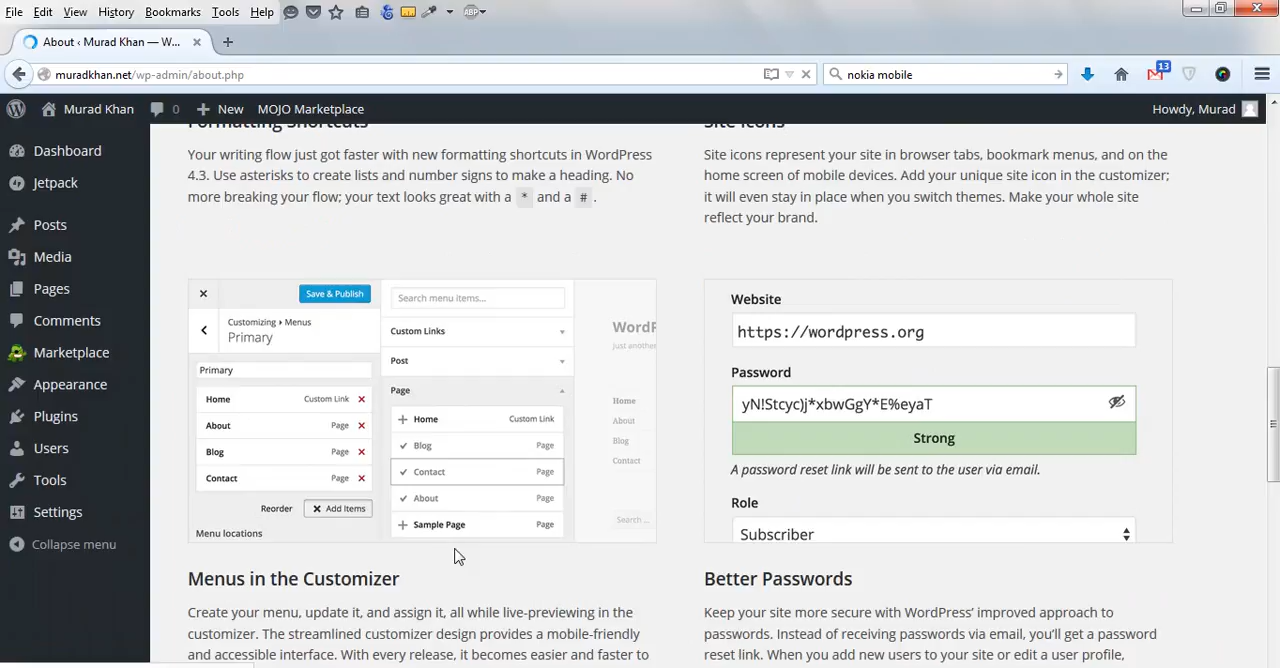 File Edit View History Bookmarks Tools Help ABP
About ‹ Murad Khan — W... × +
muradkhan.net/wp-admin/about.php nokia mobile 13
Murad Khan 0 + New MOJO Marketplace Howdy, Murad
Dashboard
Jetpack
Posts
Media
Pages
Comments
Marketplace
Appearance
Plugins
Users
Tools
Settings
Collapse menu
Formatting Shortcuts
Your writing flow just got faster with new formatting shortcuts in WordPress
4.3. Use asterisks to create lists and number signs to make a heading. No
more breaking your flow; your text looks great with a * and a # .
Site Icons
Site icons represent your site in browser tabs, bookmark menus, and on the
home screen of mobile devices. Add your unique site icon in the customizer;
it will even stay in place when you switch themes. Make your whole site
reflect your brand.
Save & Publish
Customizing ▸ Menus
Primary
Primary
Home Custom Link
About Page
Blog Page
Contact Page
Reorder Add Items
Menu locations
Search menu items...
Custom Links
Post
Page
Home Custom Link
Blog Page
Contact Page
About Page
Sample Page Page
WordP
Just another
Home
About
Blog
Contact
Search ...
Website
https://wordpress.org
Password
yN!Stcyc)j*xbwGgY*E%eyaT
Strong
A password reset link will be sent to the user via email.
Role
Subscriber
Menus in the Customizer
Create your menu, update it, and assign it, all while live-previewing in the
customizer. The streamlined customizer design provides a mobile-friendly
and accessible interface. With every release, it becomes easier and faster to
Better Passwords
Keep your site more secure with WordPress’ improved approach to
passwords. Instead of receiving passwords via email, you’ll get a password
reset link. When you add new users to your site or edit a user profile,